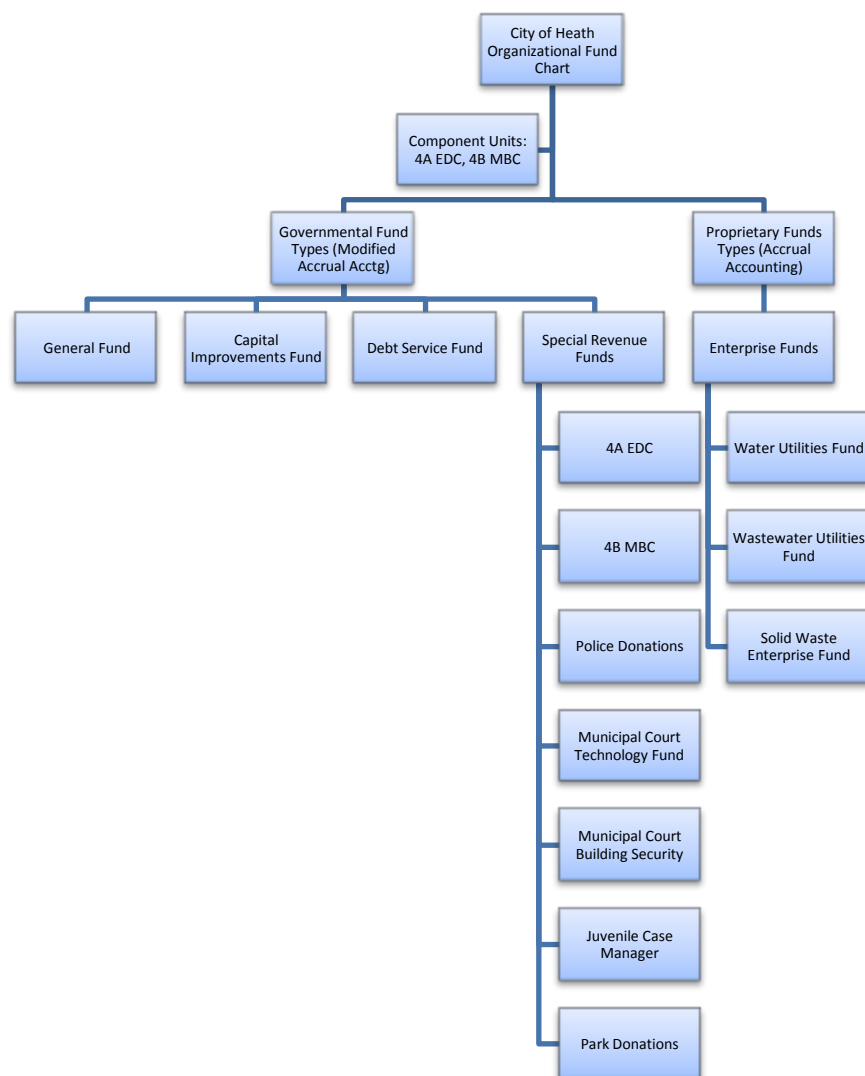 City of Heath
Organizational Fund
Chart
Component Units:
4A EDC, 4B MBC
Governmental Fund
Types (Modified
Accrual Acctg)
Proprietary Funds
Types (Accrual
Accounting)
General Fund
Capital
Improvements Fund
Debt Service Fund
Special Revenue
Funds
Enterprise Funds
4A EDC
4B MBC
Police Donations
Municipal Court
Technology Fund
Municipal Court
Building Security
Juvenile Case
Manager
Park Donations
Water Utilities Fund
Wastewater Utilities
Fund
Solid Waste
Enterprise Fund